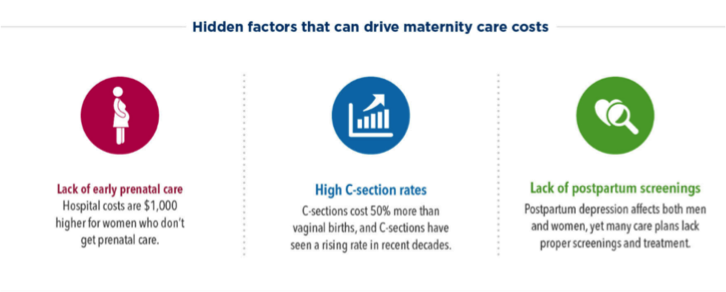 Hidden factors that can drive maternity care costs
Lack of early prenatal care
Hospital costs are $1,000
higher for women who don't
get prenatal care.
High C-section rates
C-sections cost 50% more than
vaginal births, and C-sections have
seen a rising rate in recent decades.
Lack of postpartum screenings
Postpartum depression affects both men
and women, yet many care plans lack
proper screenings and treatment.